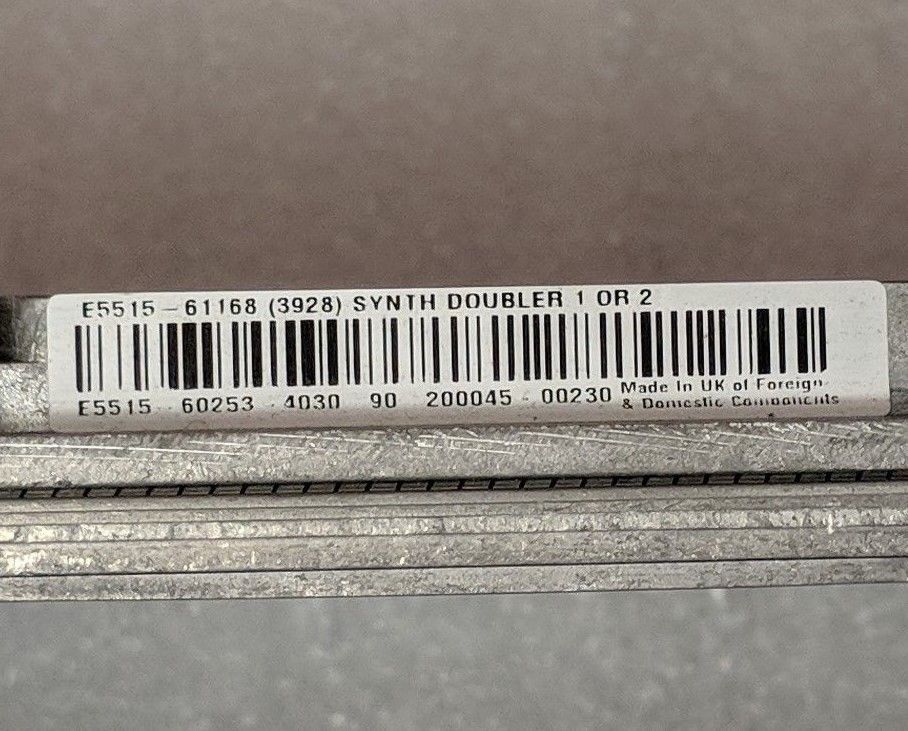 E5515-61168 (3928) SYNTH DOUBLER 1 OR 2
E5515 60253 4030 90 200045-00230
Made In UK of Foreign
& Domestic Components